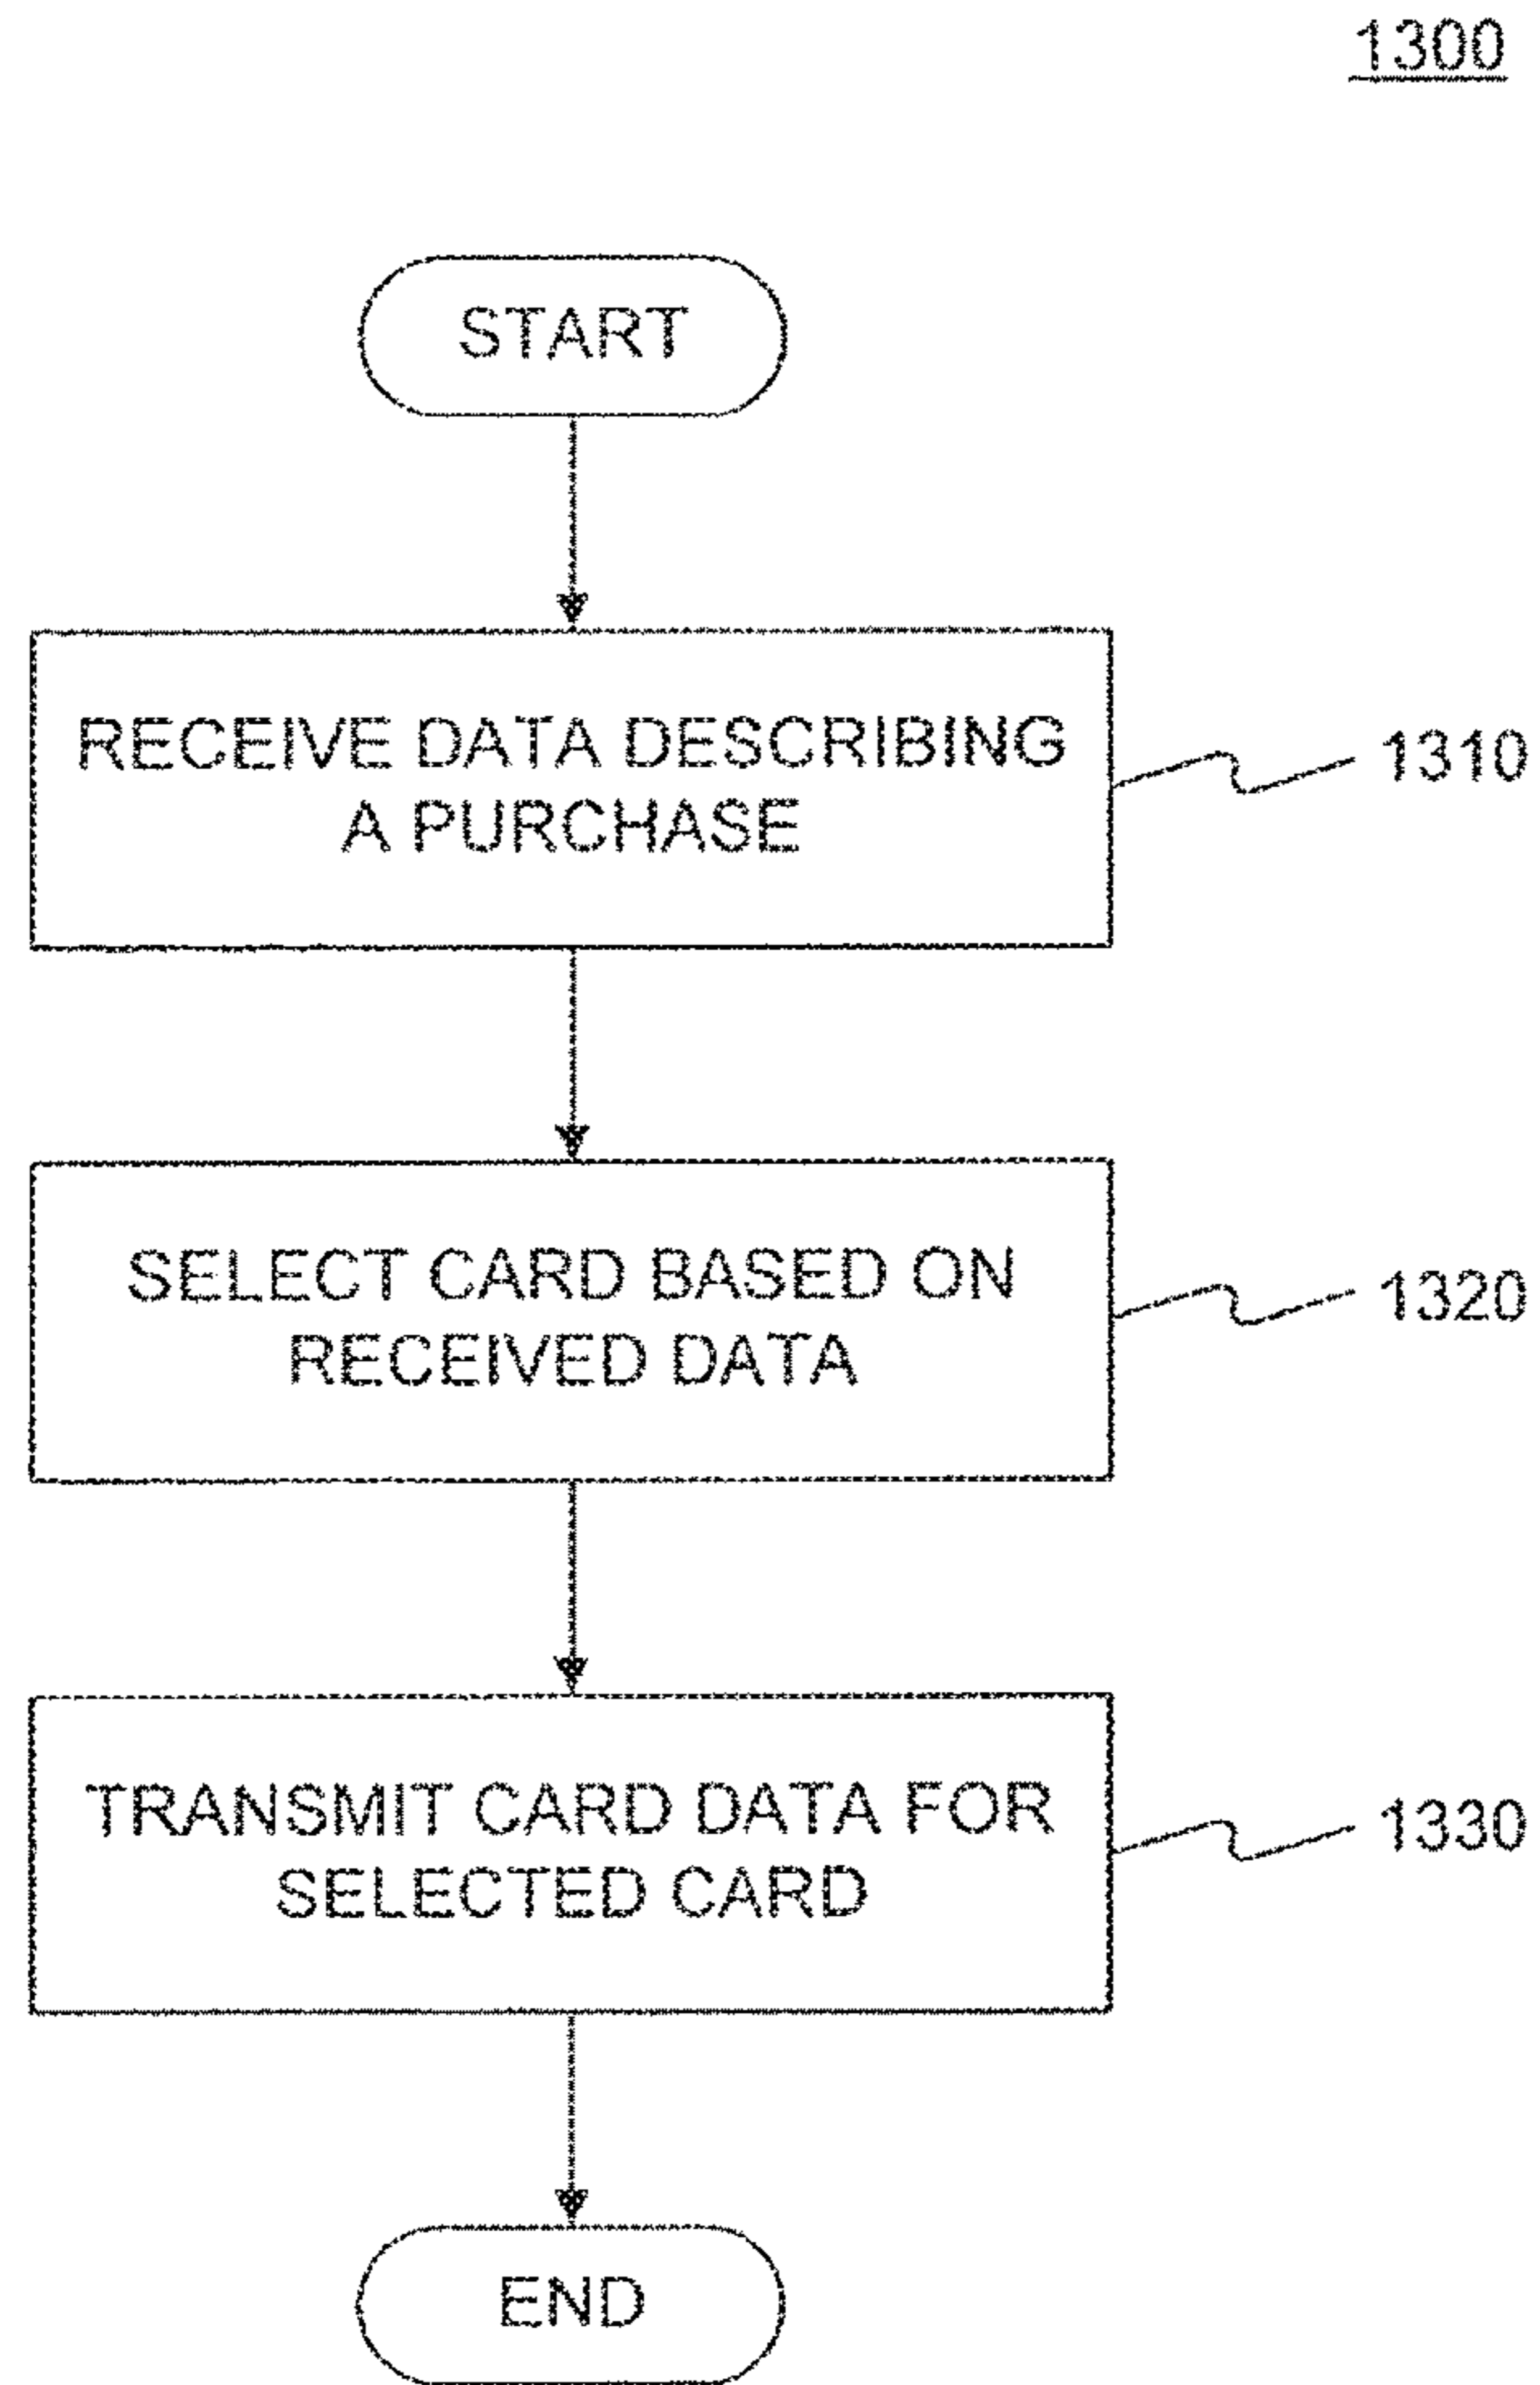 1300
START
RECEIVE DATA DESCRIBING
A PURCHASE
1310
SELECT CARD BASED ON
RECEIVED DATA
1320
TRANSMIT CARD DATA FOR
SELECTED CARD
1330
END